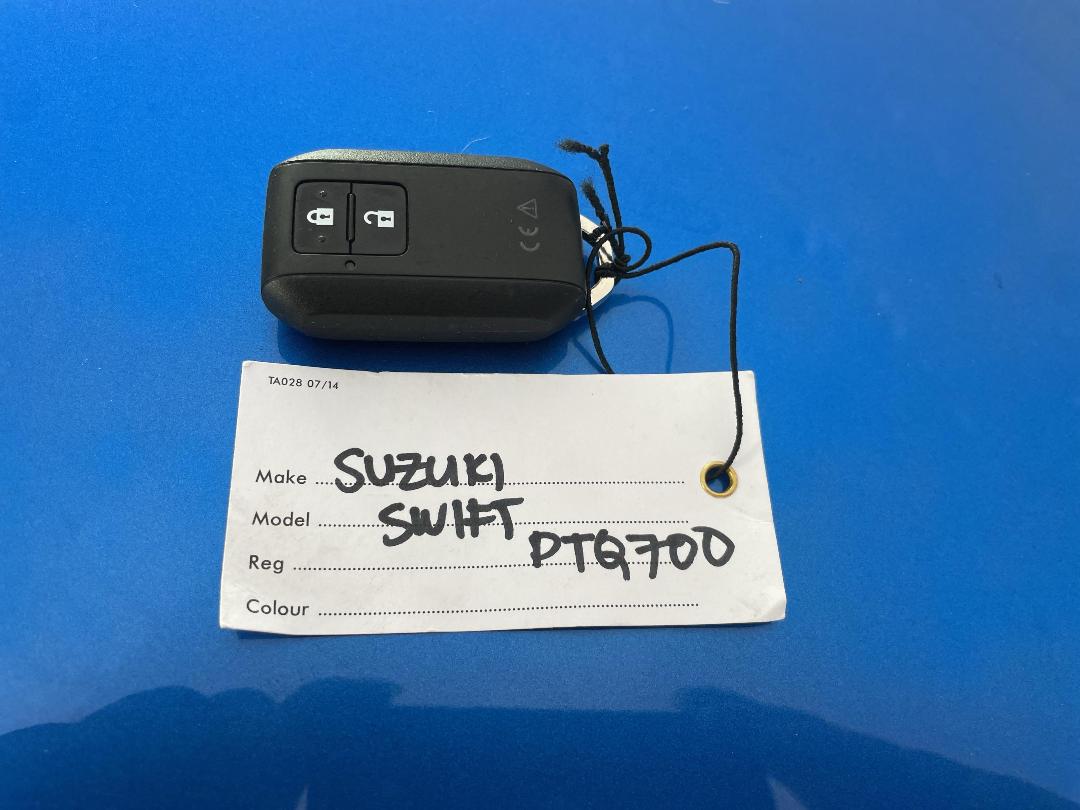 CE
TA028 07/14
Make SUZUKI
Model SWIFT
Reg PTQ700
Colour